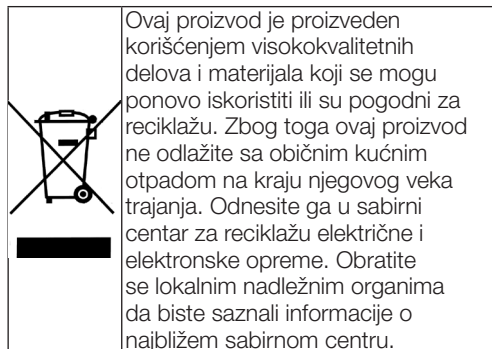 Ovaj proizvod je proizveden
korišćenjem visokokvalitetnih
delova i materijala koji se mogu
ponovo iskoristiti ili su pogodni za
reciklažu. Zbog toga ovaj proizvod
ne odlažite sa običnim kućnim
otpadom na kraju njegovog veka
trajanja. Odnesite ga u sabirni
centar za reciklažu električne i
elektronske opreme. Obratite
se lokalnim nadležnim organima
da biste saznali informacije o
najbližem sabirnom centru.